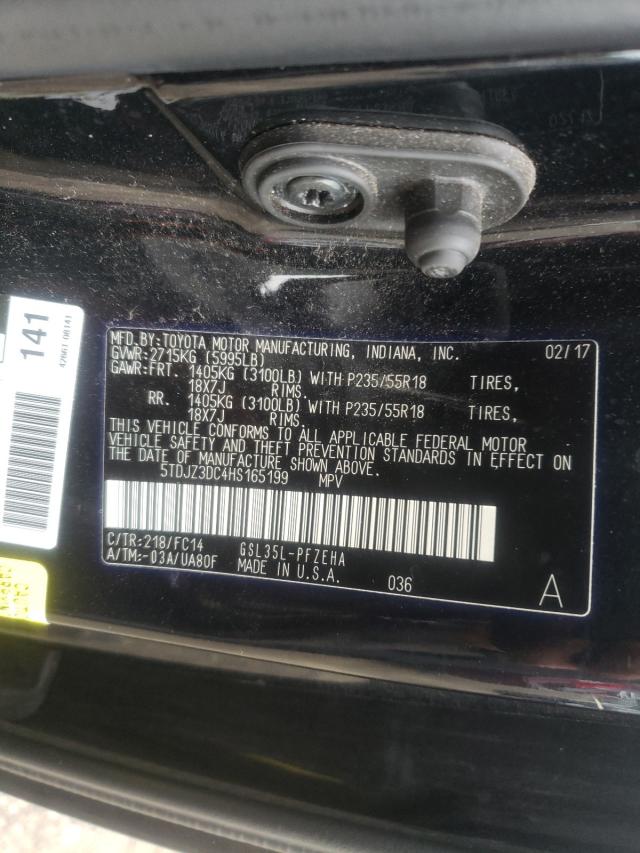 MFD.BY:TOYOTA MOTOR MANUFACTURING, INDIANA, INC. 02/17
GVWR:2715KG (5995LB)
GAWR:FRT. 1405KG (3100LB) WITH P235/55R18 TIRES,
18X7J RIMS.
RR. 1405KG (3100LB) WITH P235/55R18 TIRES,
18X7J RIMS.
THIS VEHICLE CONFORMS TO ALL APPLICABLE FEDERAL MOTOR
VEHICLE SAFETY AND THEFT PREVENTION STANDARDS IN EFFECT ON
THE DATE OF MANUFACTURE SHOWN ABOVE.
5TDJZ3DC4HS165199 MPV
C/TR:218/FC14 GSL35L-PFZEHA
A/TM:-03A/UA80F MADE IN U.S.A. 036 A
141
42661-08141